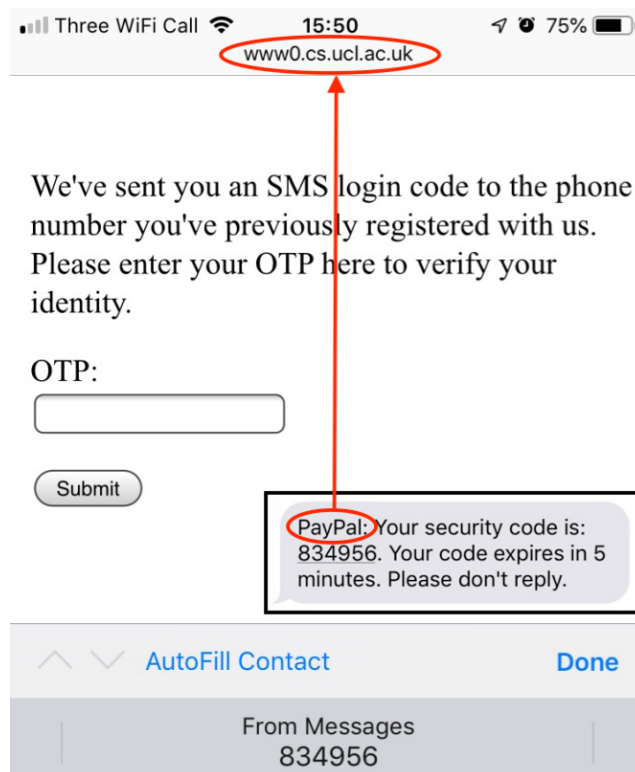 Three WiFi Call 15:50 75%
www0.cs.ucl.ac.uk
We've sent you an SMS login code to the phone
number you've previously registered with us.
Please enter your OTP here to verify your
identity.
OTP:
Submit
PayPal: Your security code is:
834956. Your code expires in 5
minutes. Please don't reply.
AutoFill Contact Done
From Messages
834956